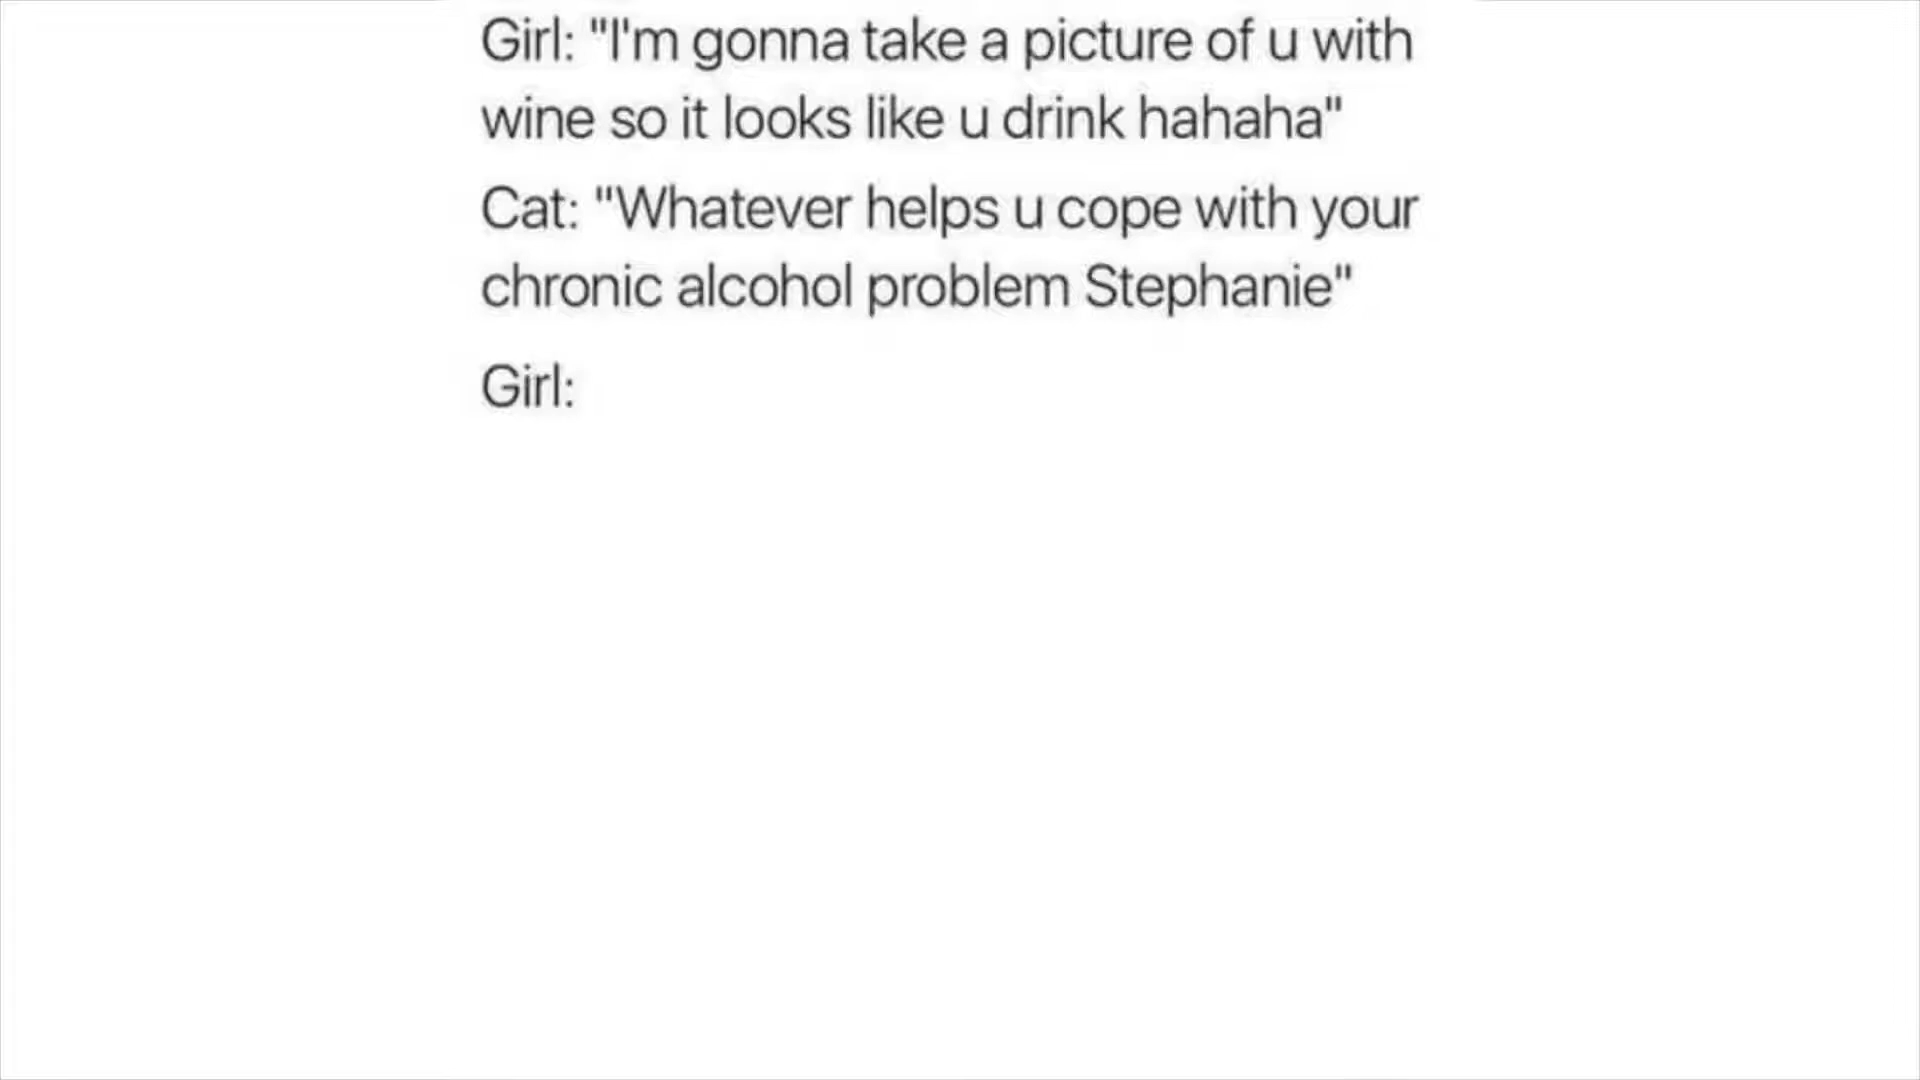 Girl: "I'm gonna take a picture of u with
wine so it looks like u drink hahaha"
Cat: "Whatever helps u cope with your
chronic alcohol problem Stephanie"
Girl: